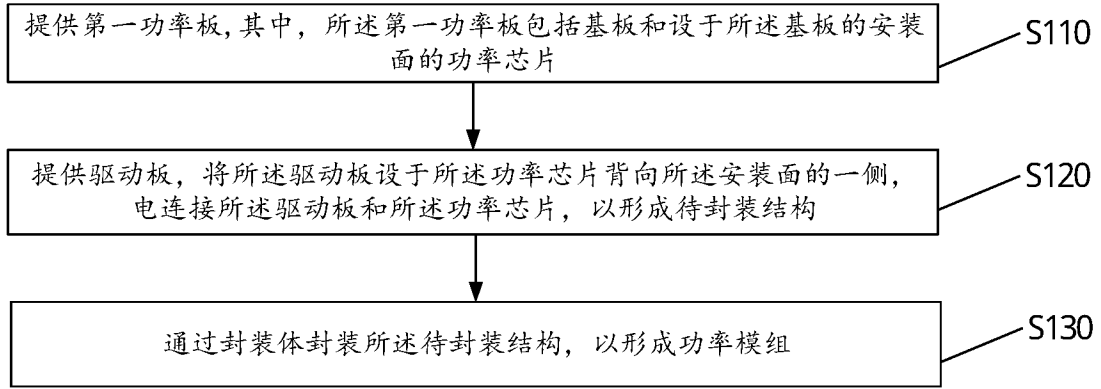 提供第一功率板,其中，所述第一功率板包括基板和设于所述基板的安装
面的功率芯片
S110
提供驱动板，将所述驱动板设于所述功率芯片背向所述安装面的一侧，
电连接所述驱动板和所述功率芯片，以形成待封装结构
S120
通过封装体封装所述待封装结构，以形成功率模组
S130